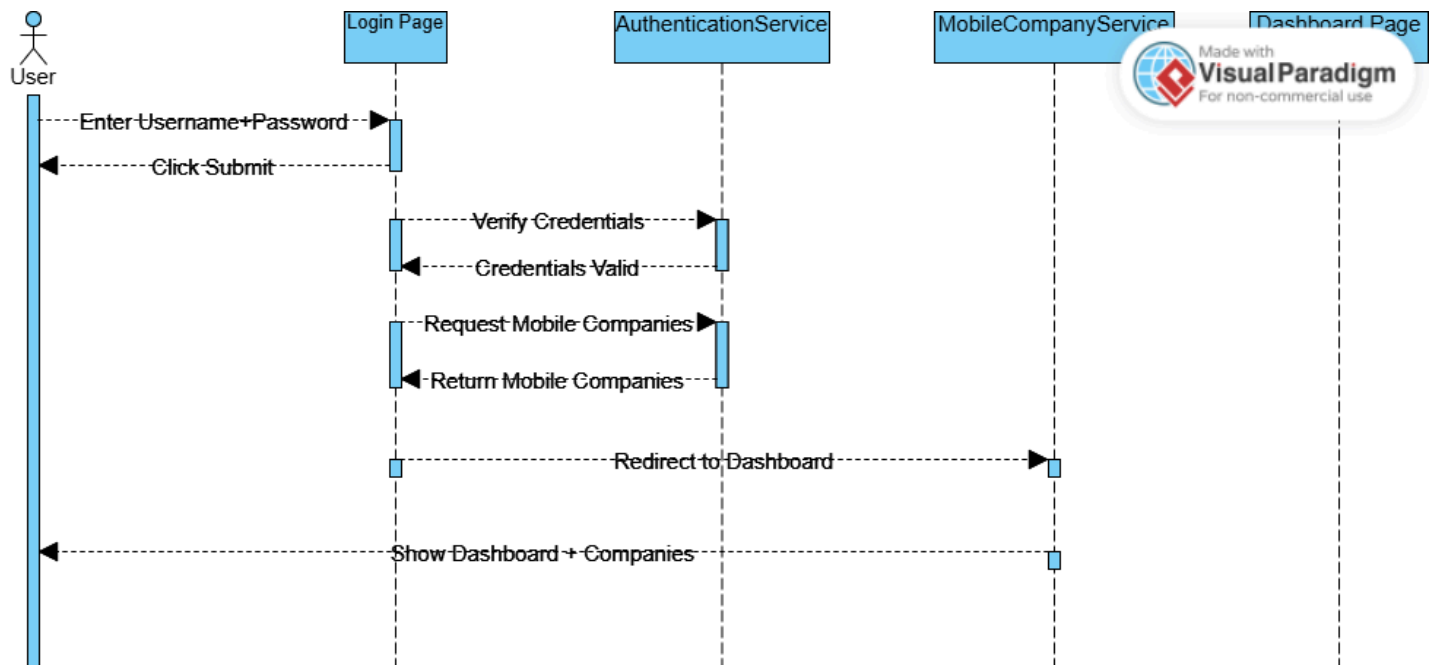 Login Page
AuthenticationService
MobileCompanyService
Dashboard Page
User
Made with
Visual Paradigm
For non-commercial use
Enter Username+Password
Click Submit
Verify Credentials
Credentials Valid
Request Mobile Companies
Return Mobile Companies
Redirect to Dashboard
Show Dashboard + Companies